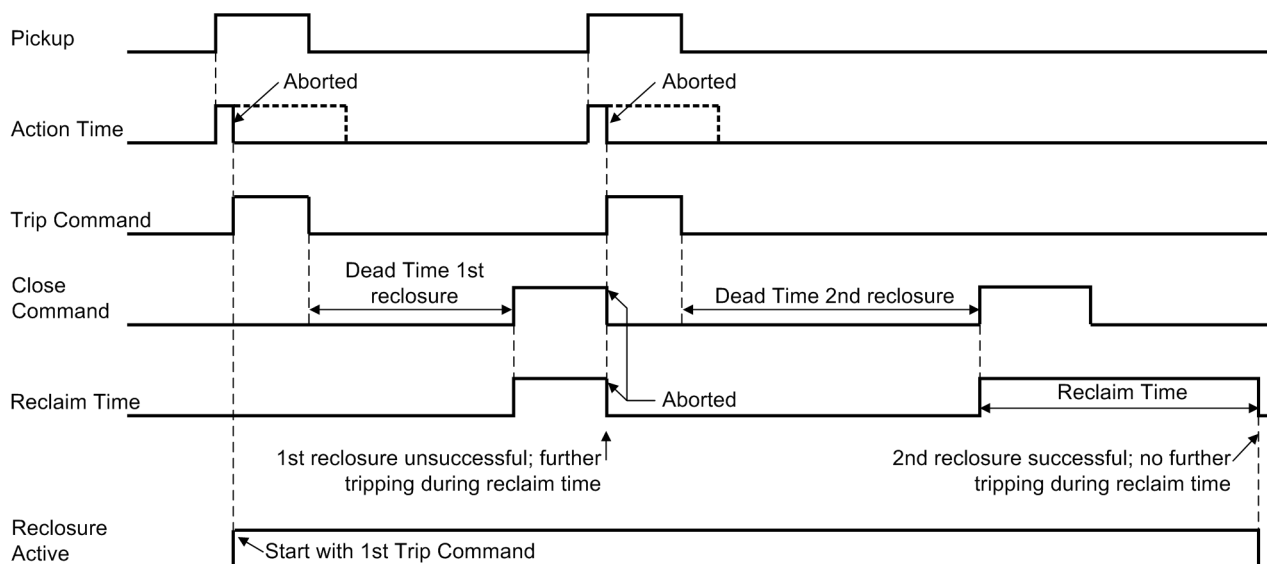 Pickup
Aborted
Aborted
Action Time
Trip Command
Close
Command
Dead Time 1st
reclosure
Dead Time 2nd reclosure
Reclaim Time
Aborted
Reclaim Time
1st reclosure unsuccessful; further
tripping during reclaim time
2nd reclosure successful; no further
tripping during reclaim time
Reclosure
Active
Start with 1st Trip Command